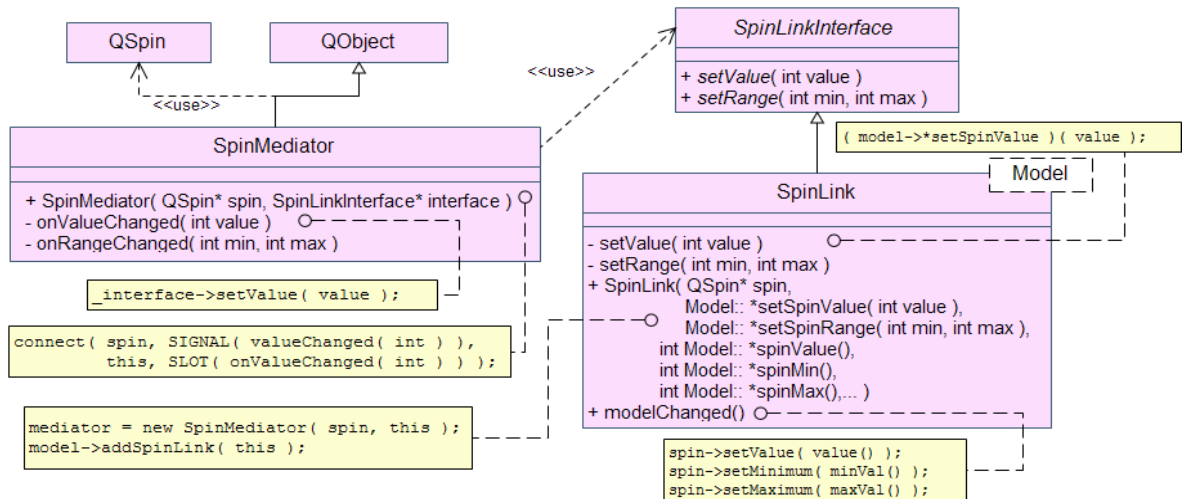 QSpin
QObject
<<use>>
SpinMediator
+ SpinMediator( QSpin* spin, SpinLinkInterface* interface )
- onValueChanged( int value )
- onRangeChanged( int min, int max )
_interface->setValue( value );
connect( spin, SIGNAL( valueChanged( int ) ),
this, SLOT( onValueChanged( int ) ) );
mediator = new SpinMediator( spin, this );
model->addSpinLink( this );
<<use>>
SpinLinkInterface
+ setValue( int value )
+ setRange( int min, int max )
( model->*setSpinValue )( value );
Model
SpinLink
- setValue( int value )
- setRange( int min, int max )
+ SpinLink( QSpin* spin,
Model:: *setSpinValue( int value ),
Model:: *setSpinRange( int min, int max ),
int Model:: *spinValue(),
int Model:: *spinMin(),
int Model:: *spinMax(),... )
+ modelChanged()
spin->setValue( value() );
spin->setMinimum( minVal() );
spin->setMaximum( maxVal() );